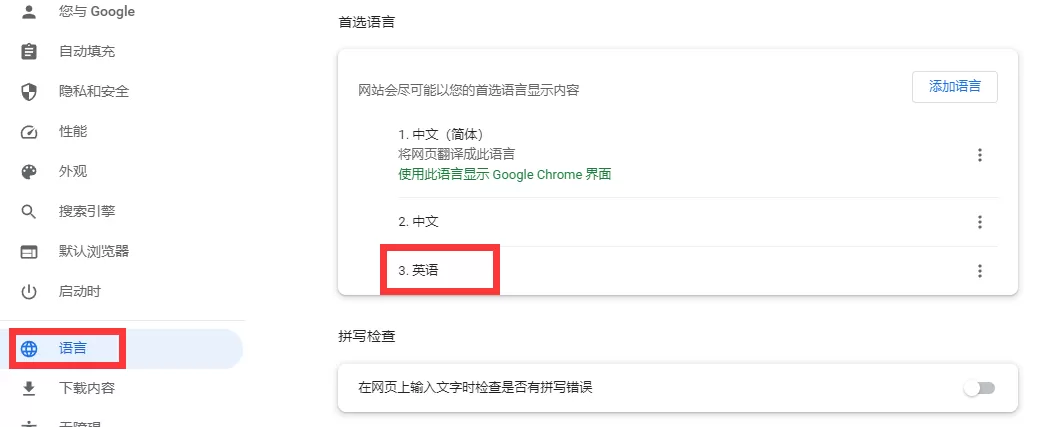 您与 Google
自动填充
隐私和安全
性能
外观
搜索引擎
默认浏览器
启动时
语言
下载内容
无障碍
首选语言
网站会尽可能以您的首选语言显示内容
添加语言
1. 中文（简体）
将网页翻译成此语言
使用此语言显示 Google Chrome 界面
2. 中文
3. 英语
拼写检查
在网页上输入文字时检查是否有拼写错误